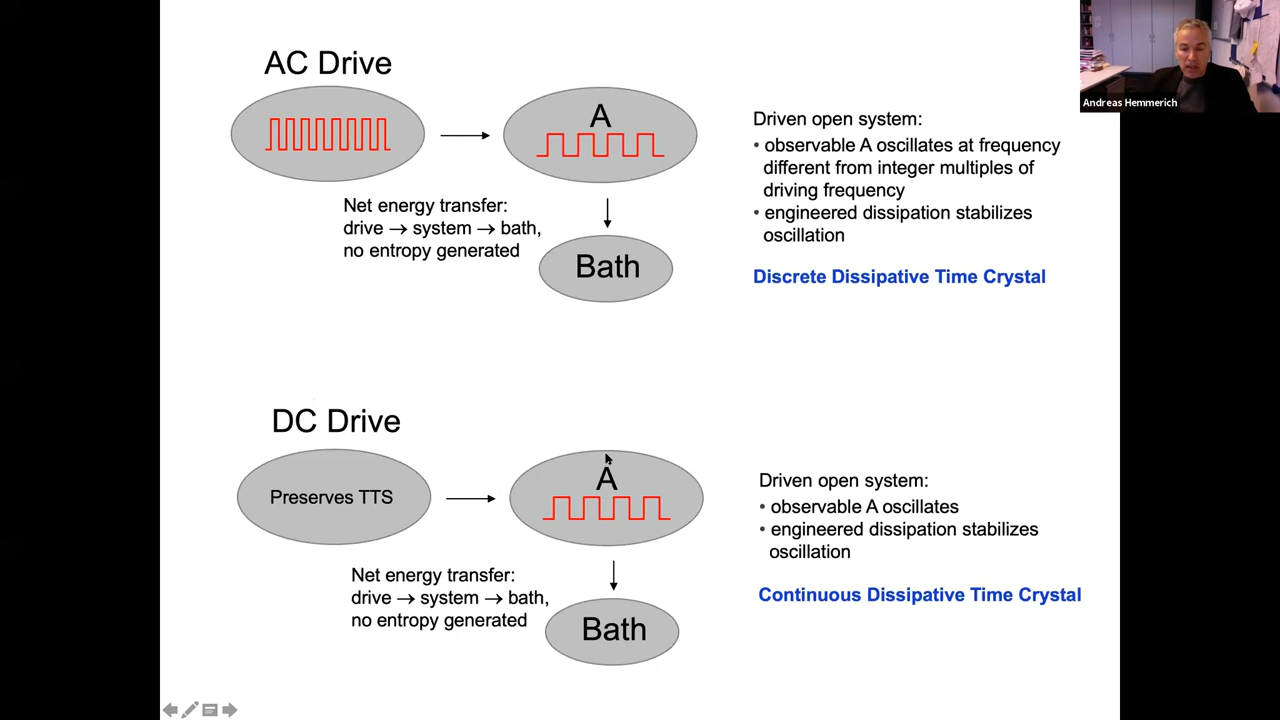 AC Drive
A
Net energy transfer:
drive → system → bath,
no entropy generated
Bath
Driven open system:
• observable A oscillates at frequency
different from integer multiples of
driving frequency
• engineered dissipation stabilizes
oscillation
Discrete Dissipative Time Crystal
Andreas Hemmerich
DC Drive
Preserves TTS
A
Net energy transfer:
drive → system → bath,
no entropy generated
Bath
Driven open system:
• observable A oscillates
• engineered dissipation stabilizes
oscillation
Continuous Dissipative Time Crystal